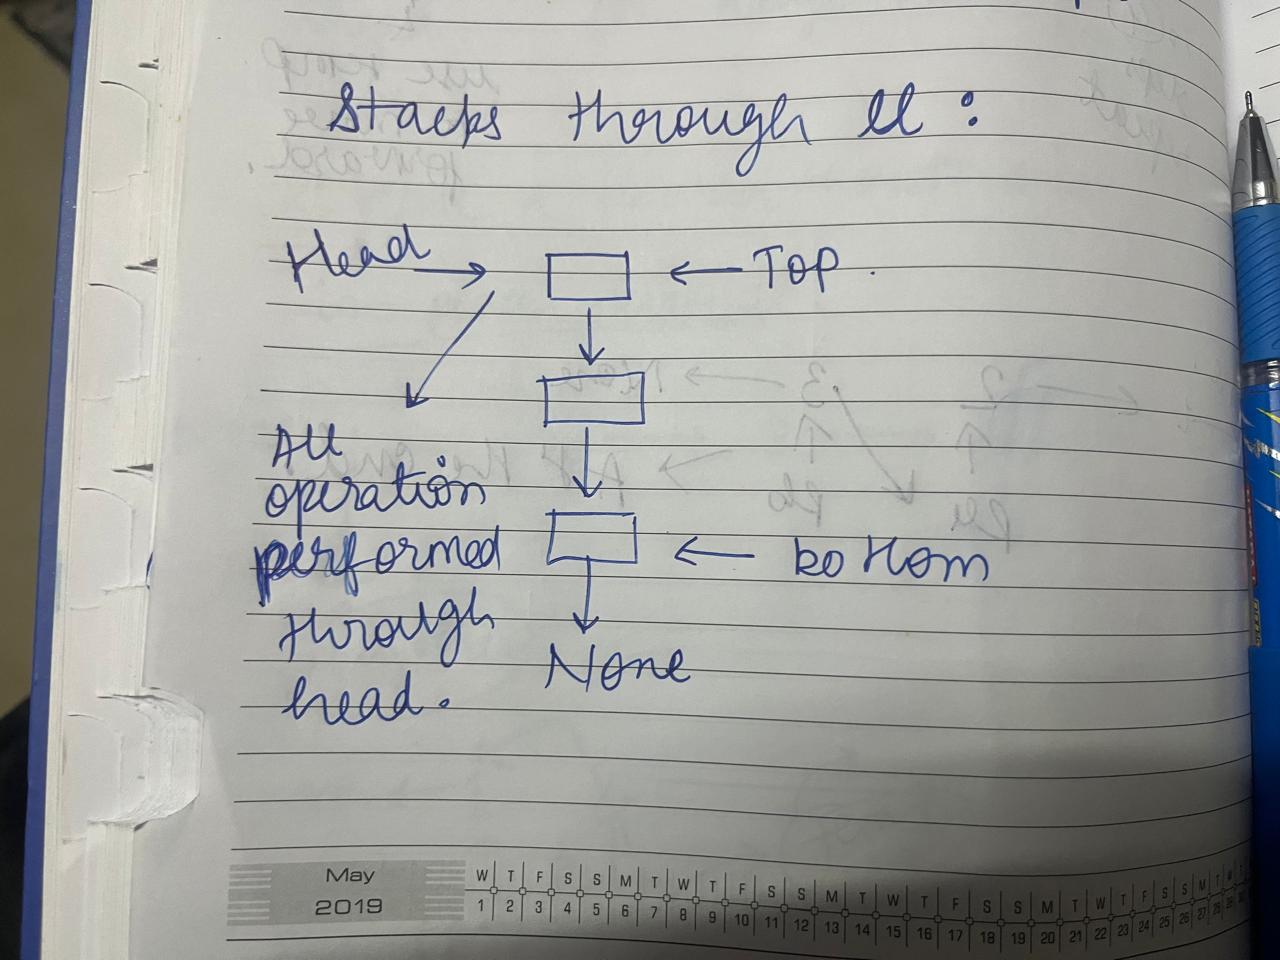 Stacks through ll :
Head → ← Top .
All
operation
performed
through
head.
← bottom
None
May
2019
W T F S S M T W T F S S M T W T F S S M T W T F S S M T W T
1 2 3 4 5 6 7 8 9 10 11 12 13 14 15 16 17 18 19 20 21 22 23 24 25 26 27 28 29